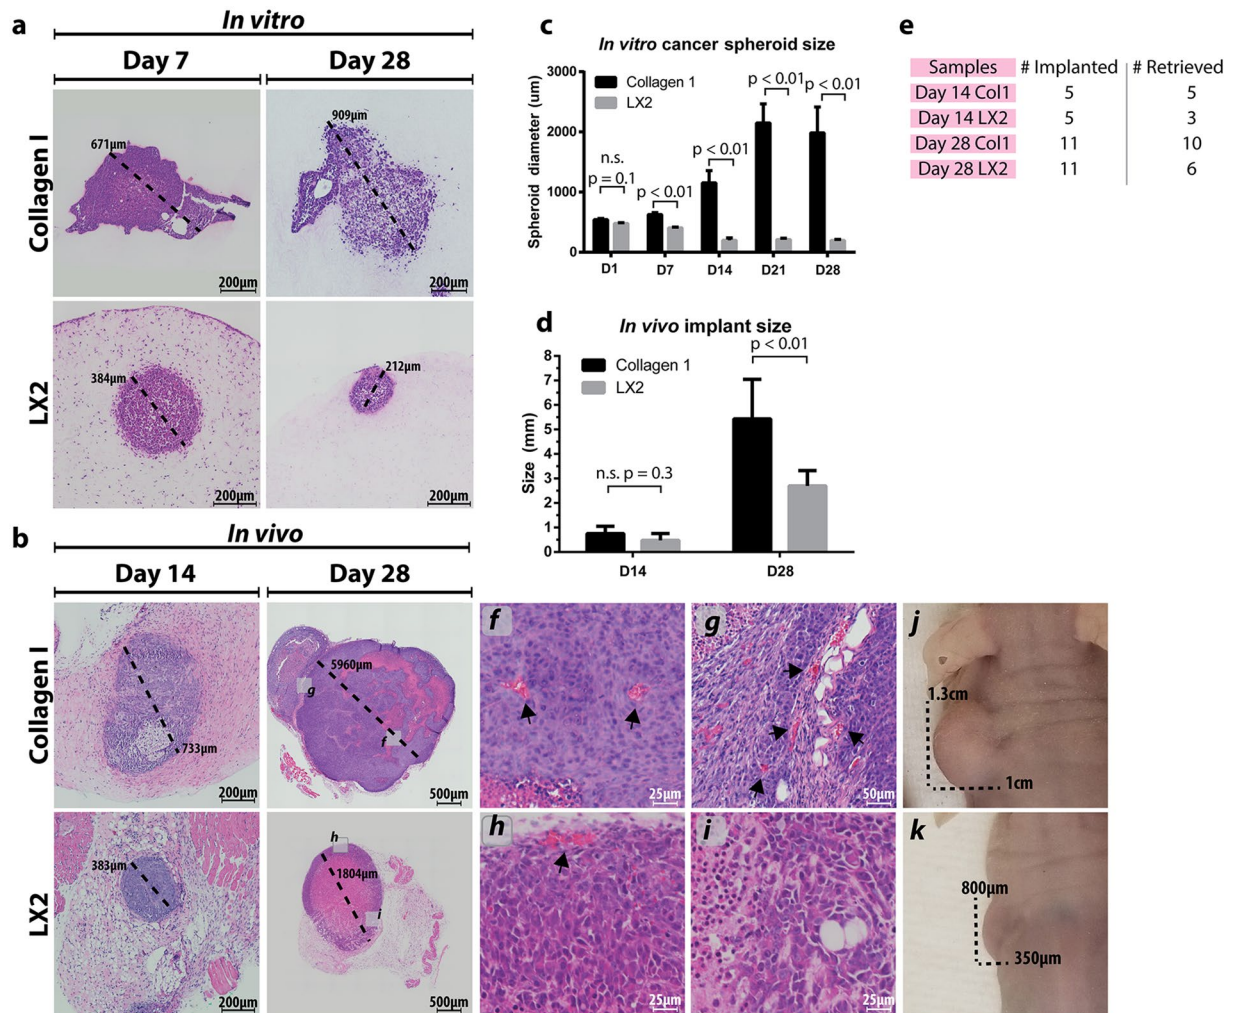 a
In vitro
Day 7
Day 28
Collagen I
671µm
200µm
909µm
200µm
LX2
384µm
200µm
212µm
200µm
b
In vivo
Day 14
Day 28
Collagen I
733µm
200µm
5960µm
g
f
500µm
LX2
383µm
200µm
h
1804µm
i
500µm
c
In vitro cancer spheroid size
Spheroid diameter (um)
3000
2000
1000
0
Collagen 1
LX2
n.s.
p = 0.1
p < 0.01
p < 0.01
p < 0.01
p < 0.01
D1 D7 D14 D21 D28
d
In vivo implant size
Size (mm)
8
7
6
5
4
3
2
1
0
Collagen 1
LX2
n.s. p = 0.3
p < 0.01
D14 D28
e
Samples # Implanted # Retrieved
Day 14 Col1 5 5
Day 14 LX2 5 3
Day 28 Col1 11 10
Day 28 LX2 11 6
f
25µm
g
50µm
h
25µm
i
25µm
j
1.3cm
1cm
k
800µm
350µm